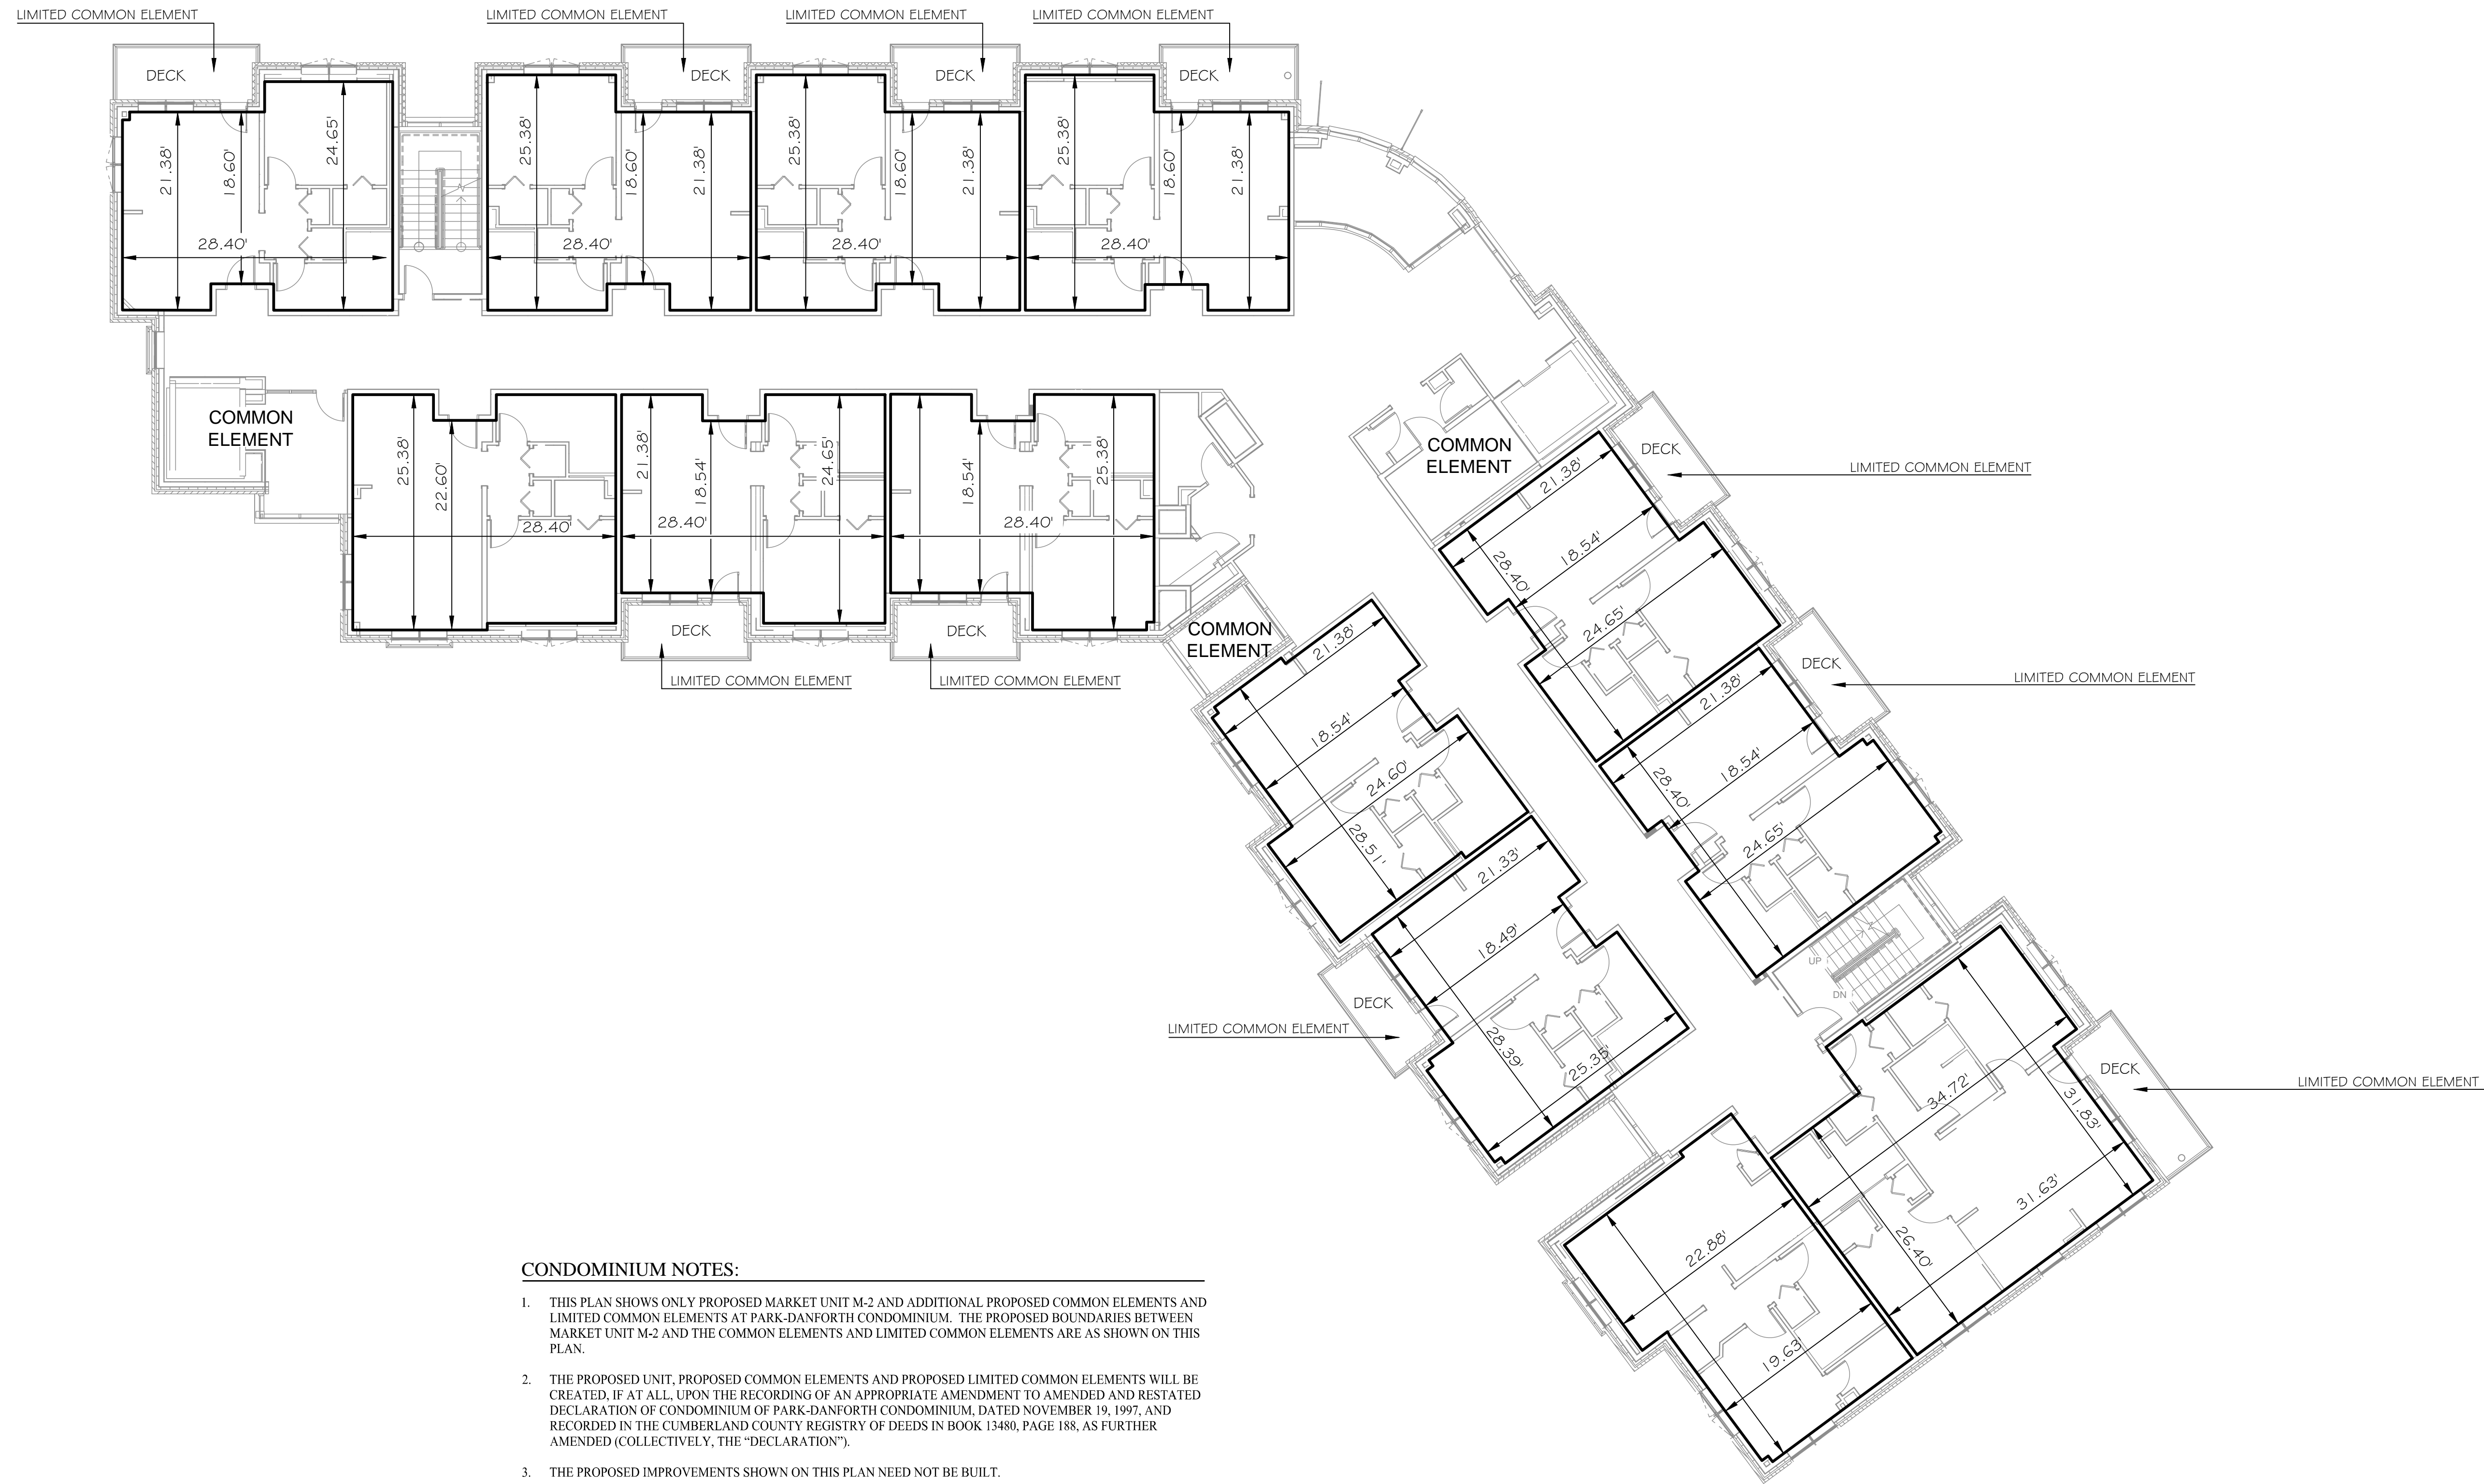 LIMITED COMMON ELEMENT
LIMITED COMMON ELEMENT
LIMITED COMMON ELEMENT
LIMITED COMMON ELEMENT
DECK
DECK
DECK
DECK
21.38'
18.60'
24.65'
28.40'
25.38'
18.60'
21.38'
28.40'
25.38'
18.60'
21.38'
28.40'
25.38'
18.60'
21.38'
28.40'
COMMON
ELEMENT
25.38'
22.60'
28.40'
21.38'
18.54'
24.65'
28.40'
18.54'
25.38'
28.40'
DECK
DECK
LIMITED COMMON ELEMENT
LIMITED COMMON ELEMENT
COMMON
ELEMENT
COMMON
ELEMENT
DECK
LIMITED COMMON ELEMENT
21.38'
18.54'
28.40'
24.65'
DECK
LIMITED COMMON ELEMENT
21.38'
18.54'
28.40'
24.65'
21.38'
18.54'
24.60'
28.51'
21.33'
18.49'
28.39'
25.35'
DECK
LIMITED COMMON ELEMENT
UP
DN
DECK
LIMITED COMMON ELEMENT
34.72'
31.83'
31.63'
26.40'
22.88'
19.63'
CONDOMINIUM NOTES:
1. THIS PLAN SHOWS ONLY PROPOSED MARKET UNIT M-2 AND ADDITIONAL PROPOSED COMMON ELEMENTS AND
LIMITED COMMON ELEMENTS AT PARK-DANFORTH CONDOMINIUM. THE PROPOSED BOUNDARIES BETWEEN
MARKET UNIT M-2 AND THE COMMON ELEMENTS AND LIMITED COMMON ELEMENTS ARE AS SHOWN ON THIS
PLAN.
2. THE PROPOSED UNIT, PROPOSED COMMON ELEMENTS AND PROPOSED LIMITED COMMON ELEMENTS WILL BE
CREATED, IF AT ALL, UPON THE RECORDING OF AN APPROPRIATE AMENDMENT TO AMENDED AND RESTATED
DECLARATION OF CONDOMINIUM OF PARK-DANFORTH CONDOMINIUM, DATED NOVEMBER 19, 1997, AND
RECORDED IN THE CUMBERLAND COUNTY REGISTRY OF DEEDS IN BOOK 13480, PAGE 188, AS FURTHER
AMENDED (COLLECTIVELY, THE “DECLARATION”).
3. THE PROPOSED IMPROVEMENTS SHOWN ON THIS PLAN NEED NOT BE BUILT.